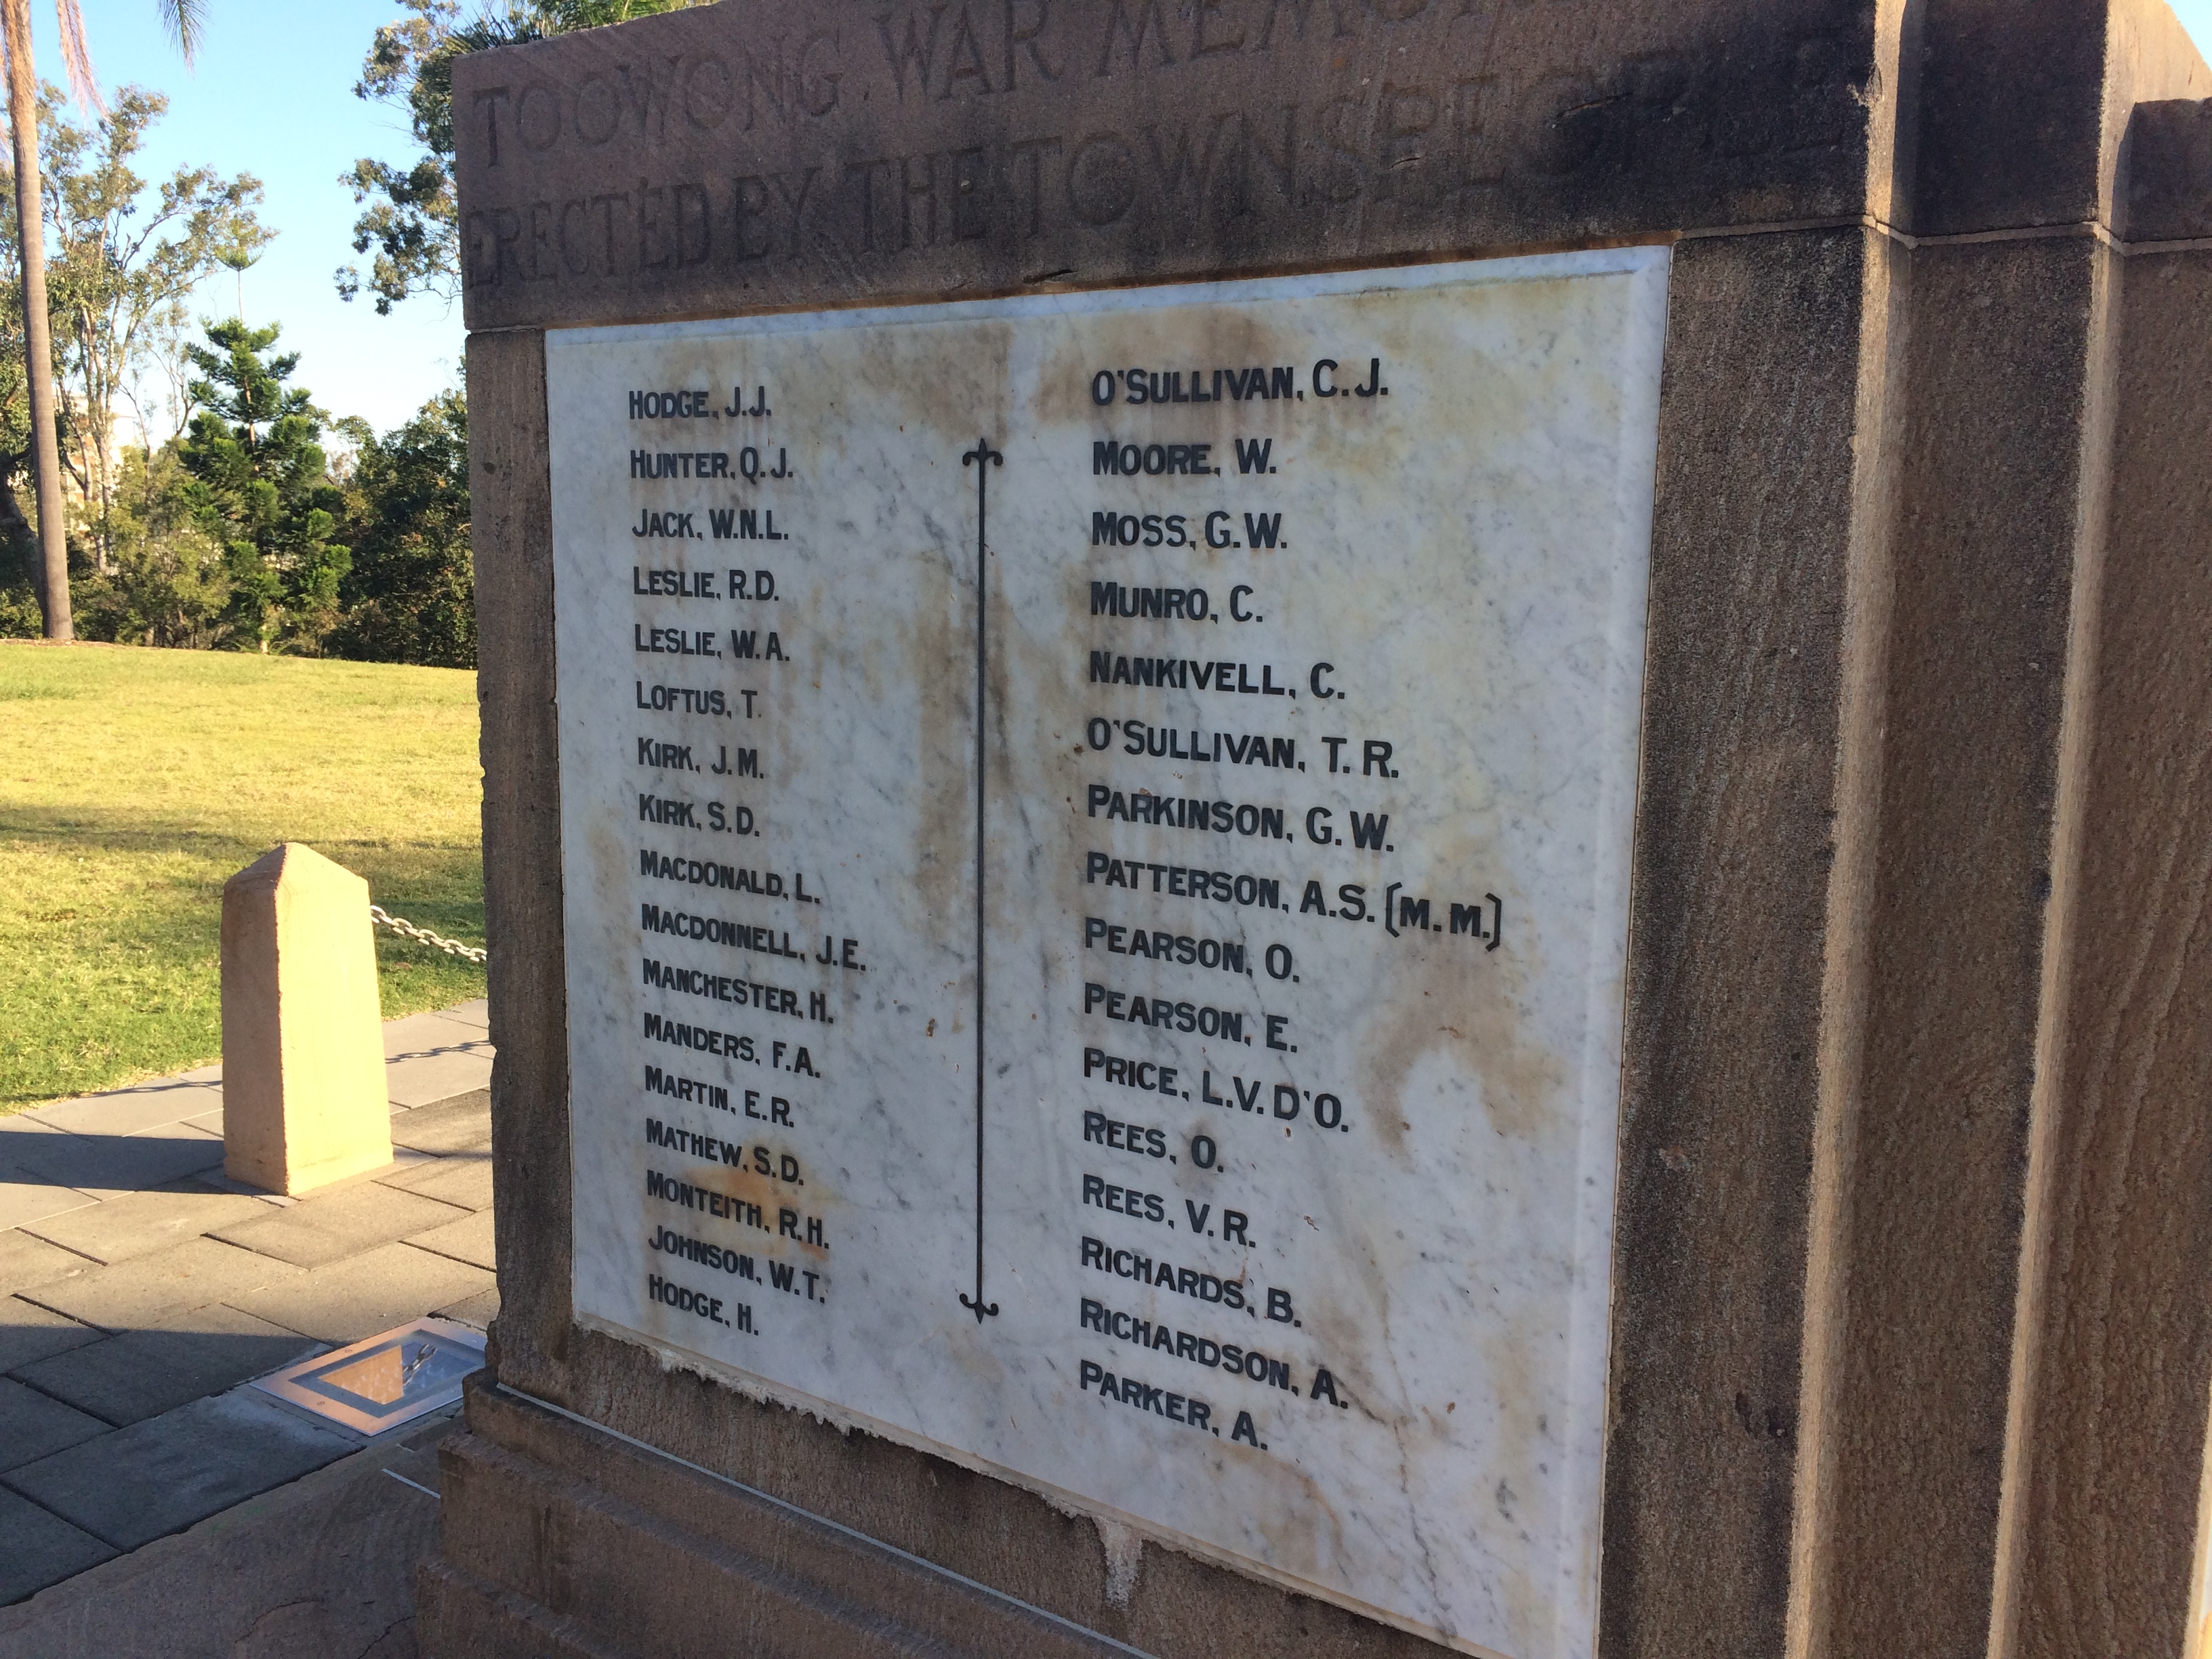 TOOWONG WAR
ERECTED BY THE TOWNSPEOPLE
HODGE, J.J.
HUNTER, Q.J.
JACK, W.N.L.
LESLIE, R.D.
LESLIE, W.A.
LOFTUS, T.
KIRK, J.M.
KIRK, S.D.
MACDONALD, L.
MACDONNELL, J.E.
MANCHESTER, H.
MANDERS, F.A.
MARTIN, E.R.
MATHEW, S.D.
MONTEITH, R.H.
JOHNSON, W.T.
HODGE, H.
O'SULLIVAN, C.J.
MOORE, W.
MOSS, G.W.
MUNRO, C.
NANKIVELL, C.
O'SULLIVAN, T.R.
PARKINSON, G.W.
PATTERSON, A.S. [M.M.]
PEARSON, O.
PEARSON, E.
PRICE, L.V. D'O.
REES, O.
REES, V.R.
RICHARDS, B.
RICHARDSON, A.
PARKER, A.